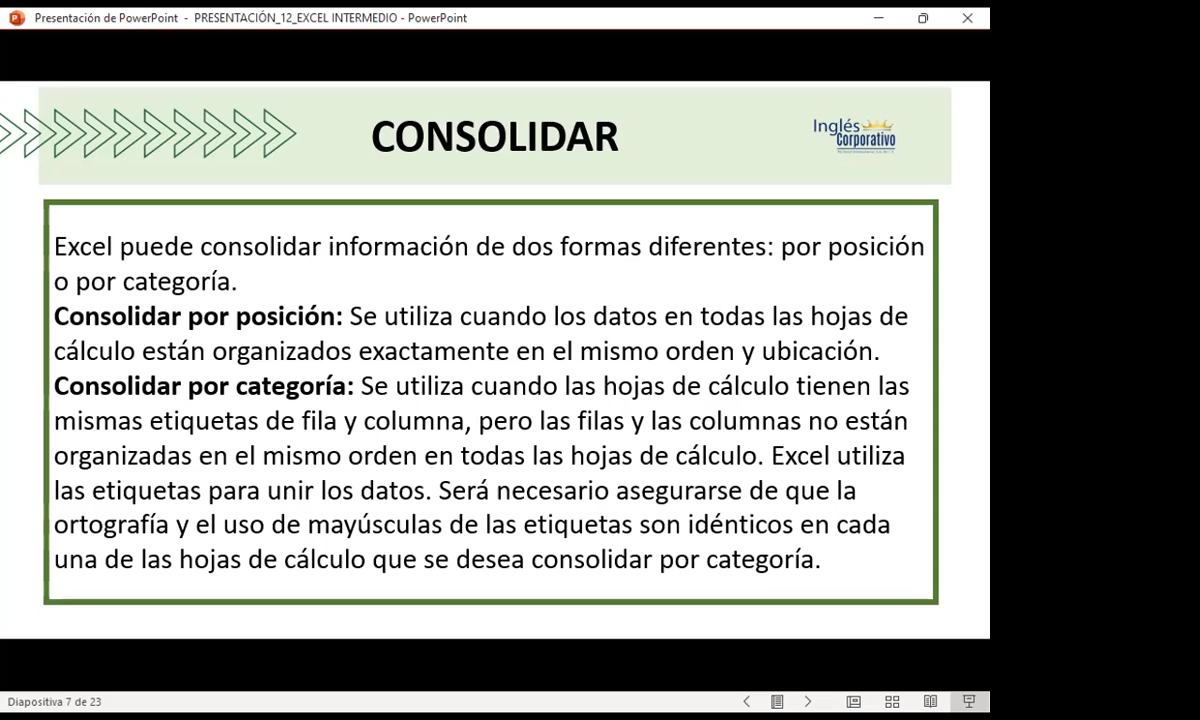 Presentación de PowerPoint - PRESENTACIÓN_12_EXCEL INTERMEDIO - PowerPoint
CONSOLIDAR
Inglés
Corporativo
Excel puede consolidar información de dos formas diferentes: por posición
o por categoría.
Consolidar por posición: Se utiliza cuando los datos en todas las hojas de
cálculo están organizados exactamente en el mismo orden y ubicación.
Consolidar por categoría: Se utiliza cuando las hojas de cálculo tienen las
mismas etiquetas de fila y columna, pero las filas y las columnas no están
organizadas en el mismo orden en todas las hojas de cálculo. Excel utiliza
las etiquetas para unir los datos. Será necesario asegurarse de que la
ortografía y el uso de mayúsculas de las etiquetas son idénticos en cada
una de las hojas de cálculo que se desea consolidar por categoría.
Diapositiva 7 de 23